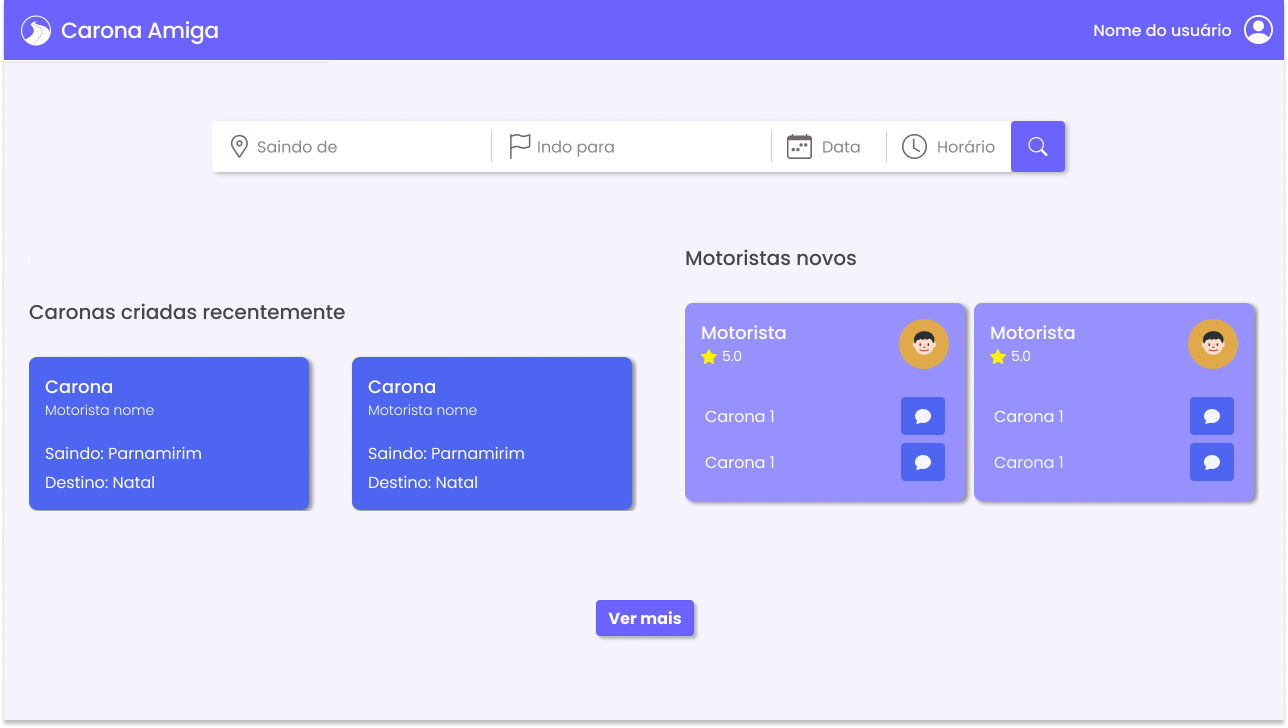 Carona Amiga
Nome do usuário
Saindo de
Indo para
Data
Horário
Caronas criadas recentemente
Carona
Motorista nome
Saindo: Parnamirim
Destino: Natal
Carona
Motorista nome
Saindo: Parnamirim
Destino: Natal
Motoristas novos
Motorista
5.0
Carona 1
Carona 1
Motorista
5.0
Carona 1
Carona 1
Ver mais